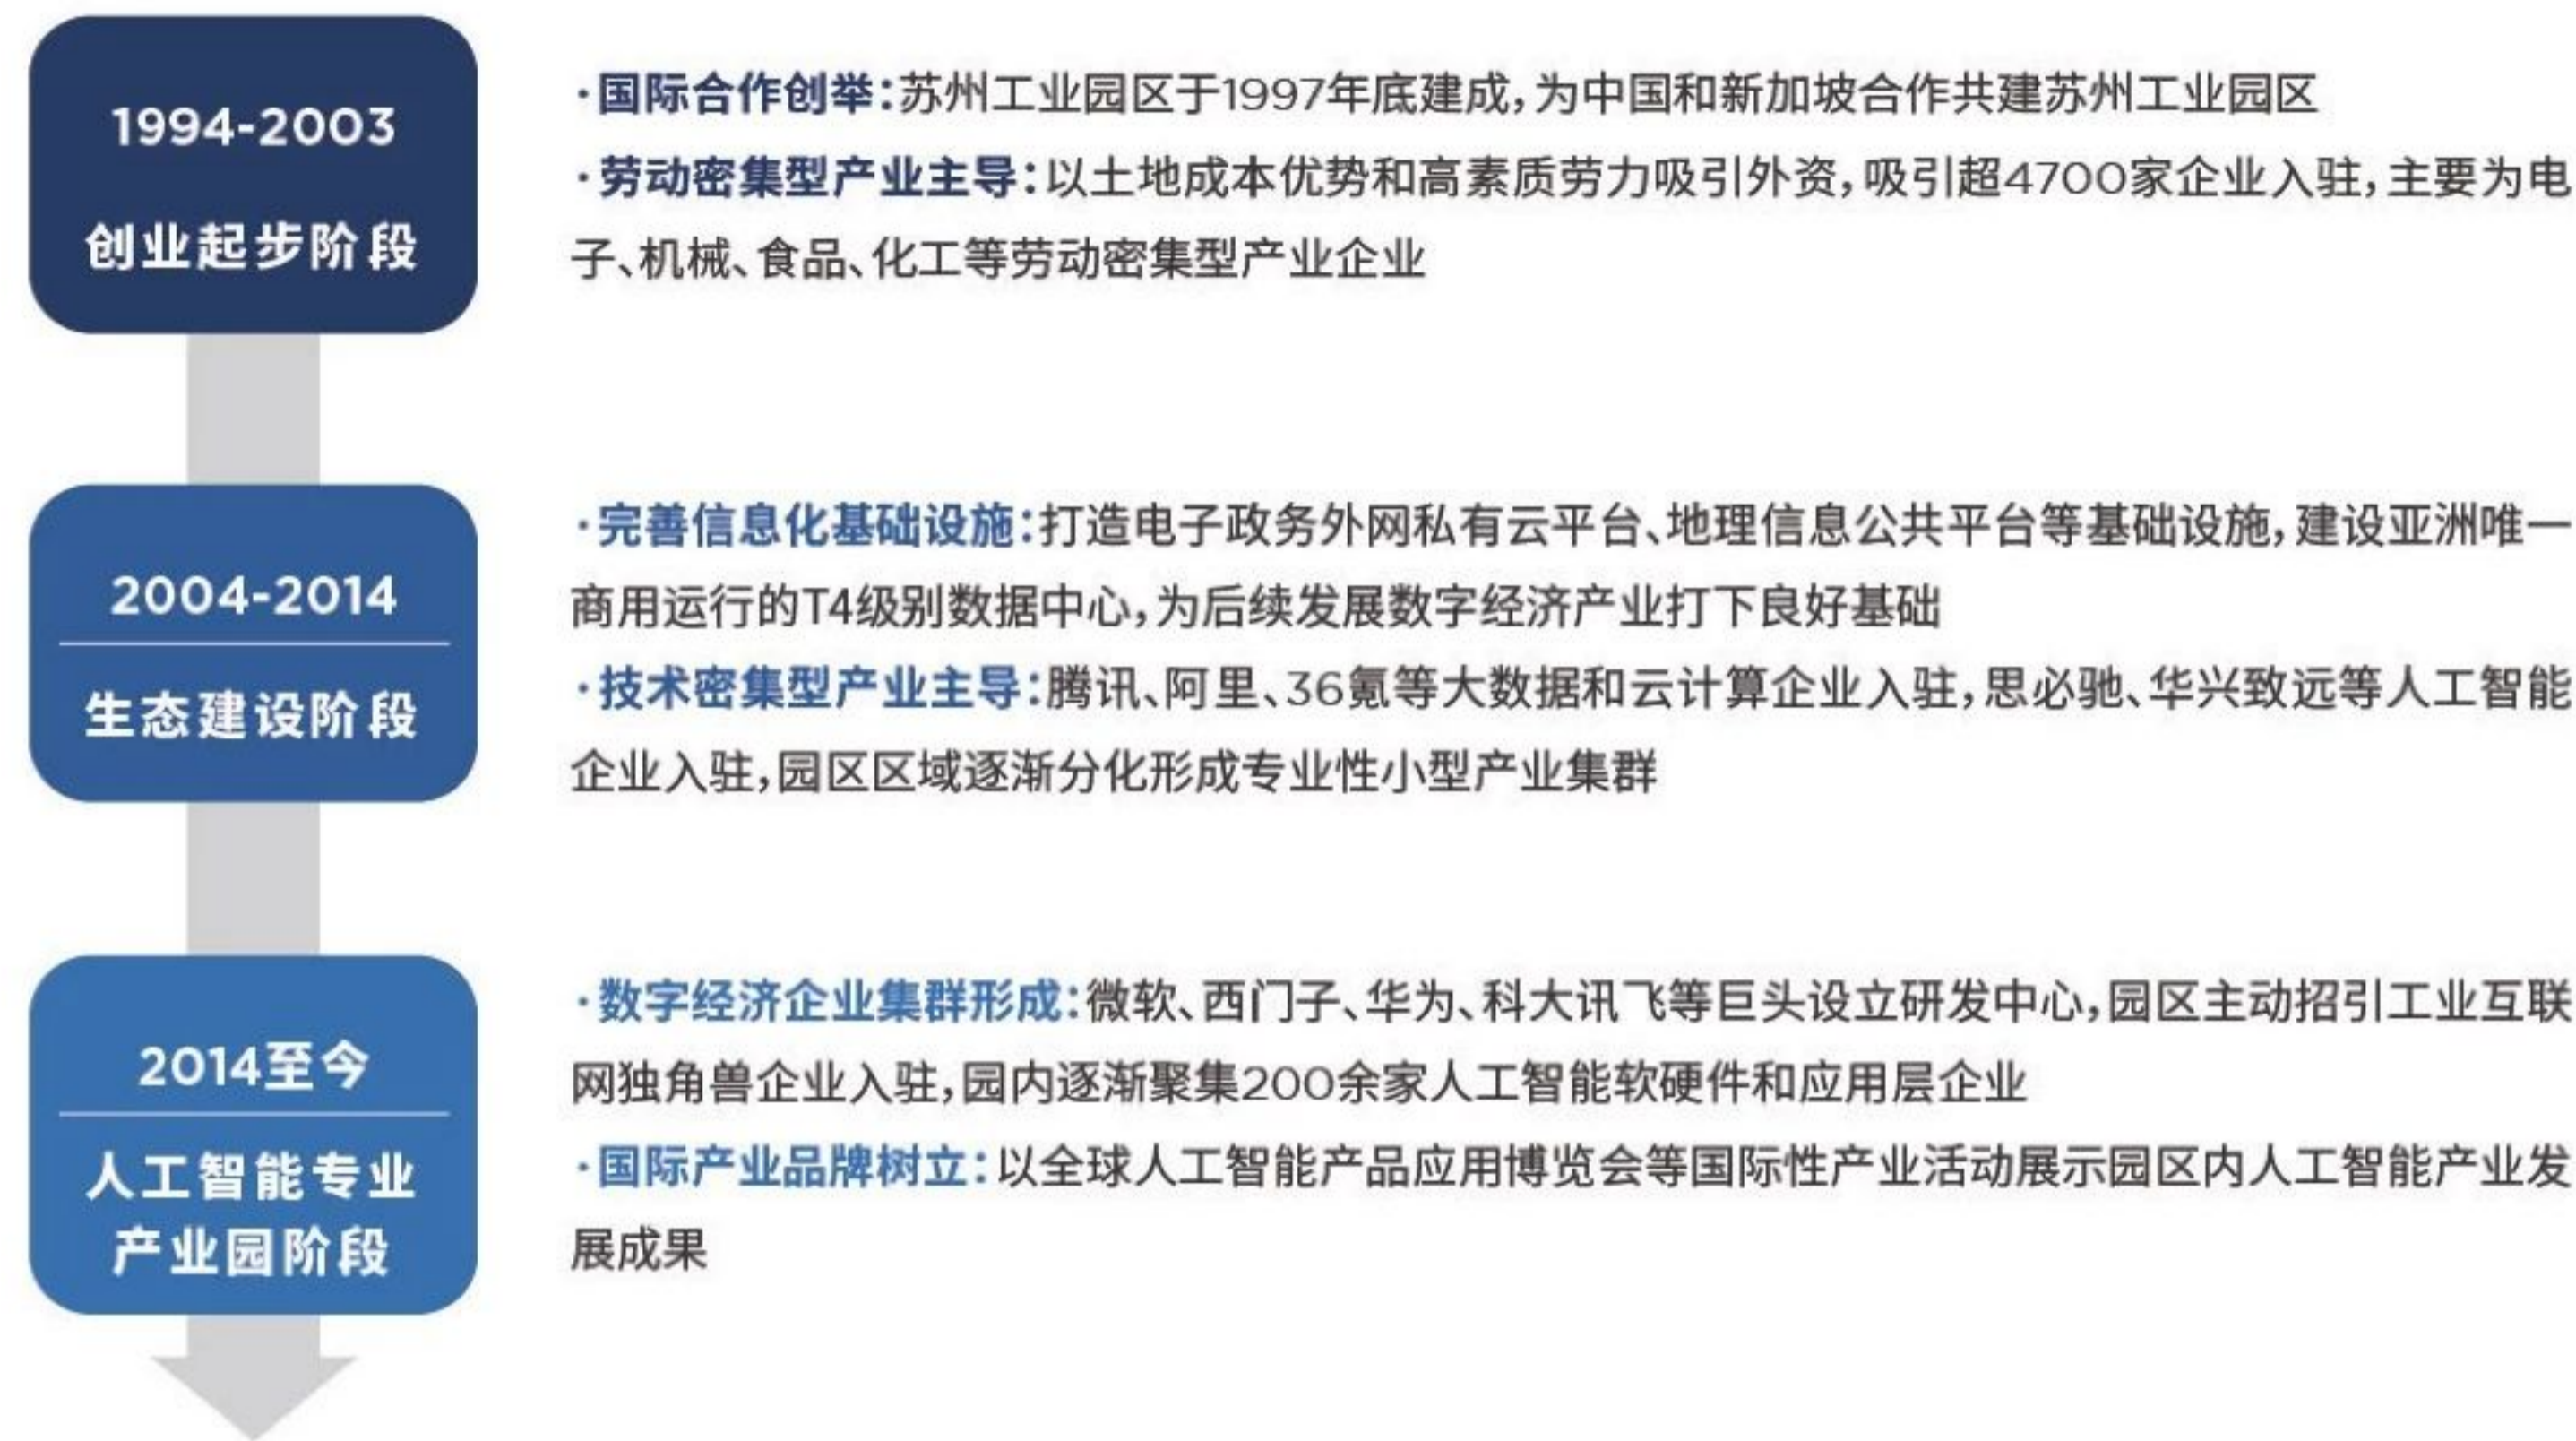 1994-2003
创业起步阶段
·国际合作创举:苏州工业园区于1997年底建成,为中国和新加坡合作共建苏州工业园区
·劳动密集型产业主导:以土地成本优势和高素质劳力吸引外资,吸引超4700家企业入驻,主要为电
子、机械、食品、化工等劳动密集型产业企业
2004-2014
生态建设阶段
·完善信息化基础设施:打造电子政务外网私有云平台、地理信息公共平台等基础设施,建设亚洲唯一
商用运行的T4级别数据中心,为后续发展数字经济产业打下良好基础
·技术密集型产业主导:腾讯、阿里、36氪等大数据和云计算企业入驻,思必驰、华兴致远等人工智能
企业入驻,园区区域逐渐分化形成专业性小型产业集群
2014至今
人工智能专业
产业园阶段
·数字经济企业集群形成:微软、西门子、华为、科大讯飞等巨头设立研发中心,园区主动招引工业互联
网独角兽企业入驻,园内逐渐聚集200余家人工智能软硬件和应用层企业
·国际产业品牌树立:以全球人工智能产品应用博览会等国际性产业活动展示园区内人工智能产业发
展成果